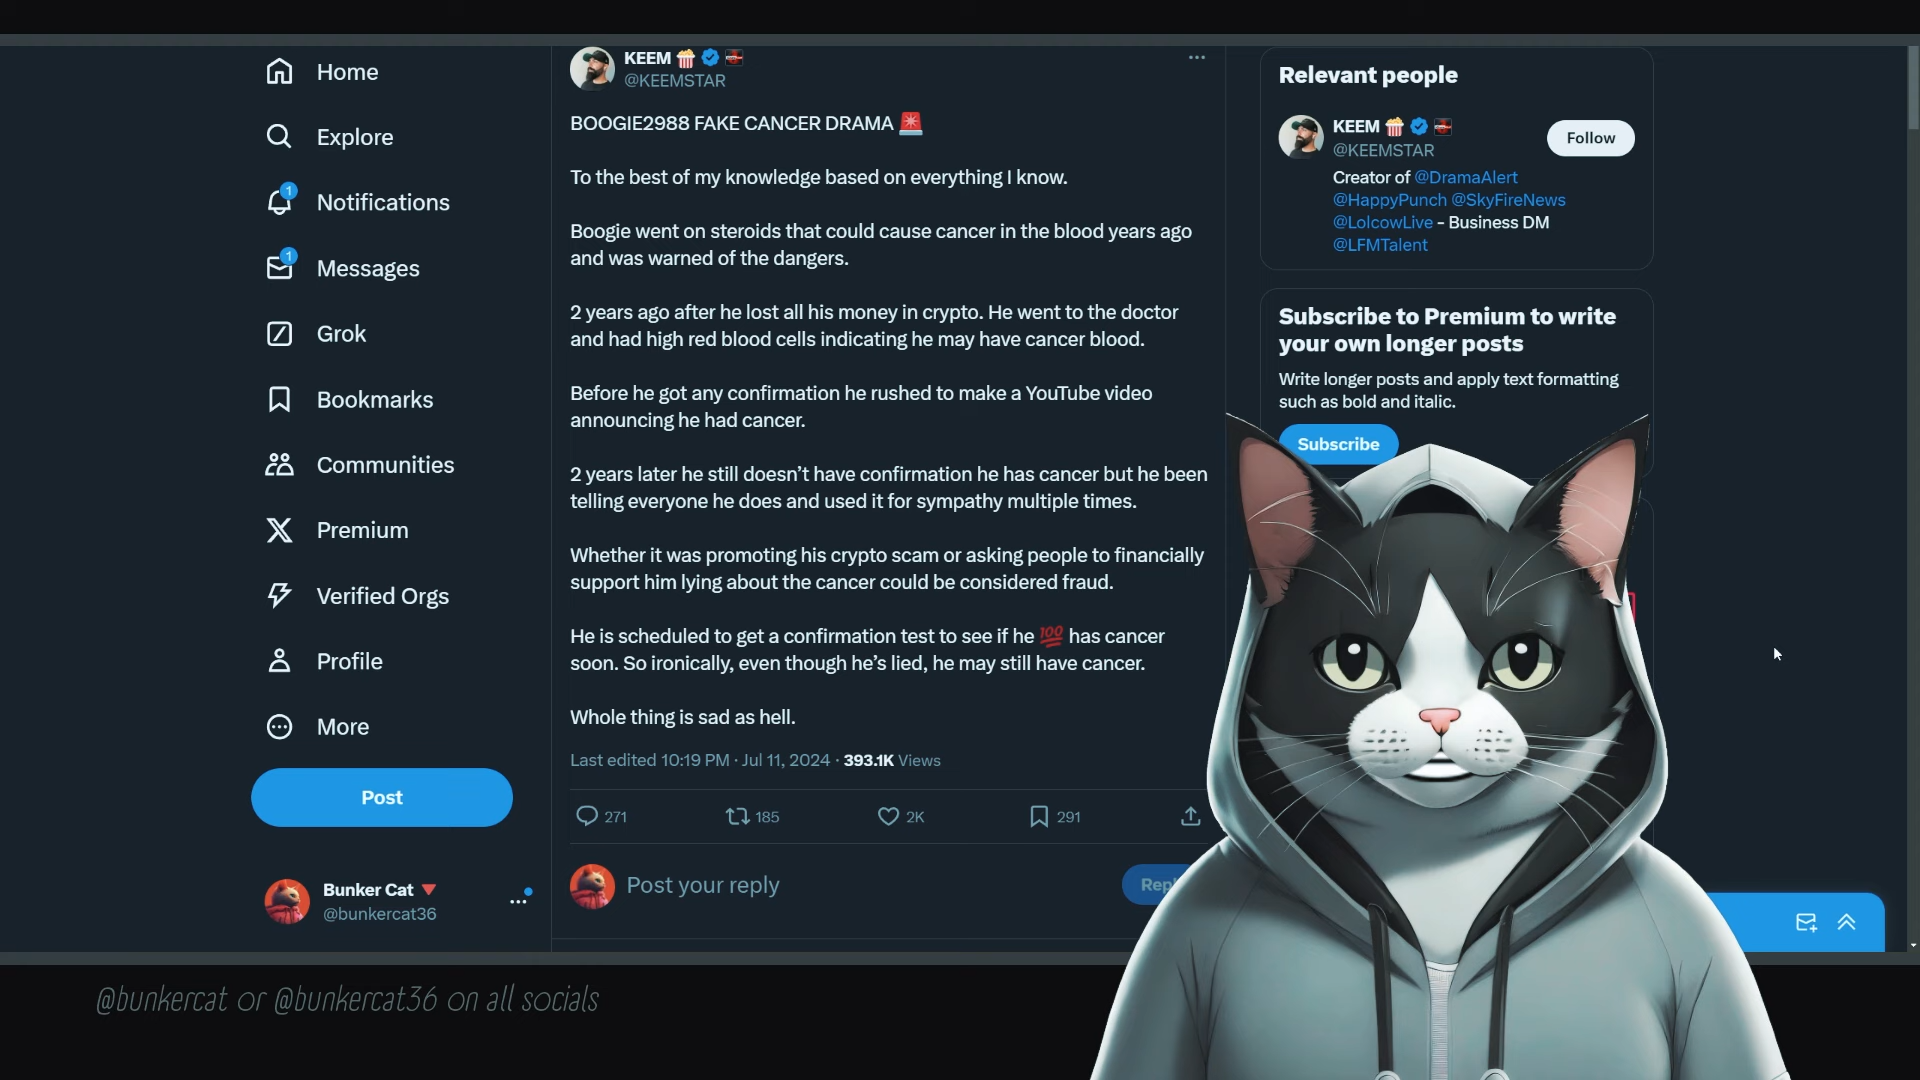 Home
Explore
1
Notifications
1
Messages
Grok
Bookmarks
Communities
Premium
Verified Orgs
Profile
More
Post
Bunker Cat
@bunkercat36
KEEM
@KEEMSTAR
BOOGIE2988 FAKE CANCER DRAMA 🚨
To the best of my knowledge based on everything I know.
Boogie went on steroids that could cause cancer in the blood years ago
and was warned of the dangers.
2 years ago after he lost all his money in crypto. He went to the doctor
and had high red blood cells indicating he may have cancer blood.
Before he got any confirmation he rushed to make a YouTube video
announcing he had cancer.
2 years later he still doesn’t have confirmation he has cancer but he been
telling everyone he does and used it for sympathy multiple times.
Whether it was promoting his crypto scam or asking people to financially
support him lying about the cancer could be considered fraud.
He is scheduled to get a confirmation test to see if he 💯 has cancer
soon. So ironically, even though he’s lied, he may still have cancer.
Whole thing is sad as hell.
Last edited 10:19 PM · Jul 11, 2024 · 393.1K Views
271 185 2K 291
Post your reply
Relevant people
KEEM
@KEEMSTAR
Follow
Creator of @DramaAlert
@HappyPunch @SkyFireNews
@LolcowLive - Business DM
@LFMTalent
Subscribe to Premium to write
your own longer posts
Write longer posts and apply text formatting
such as bold and italic.
Subscribe
@bunkercat or @bunkercat36 on all socials